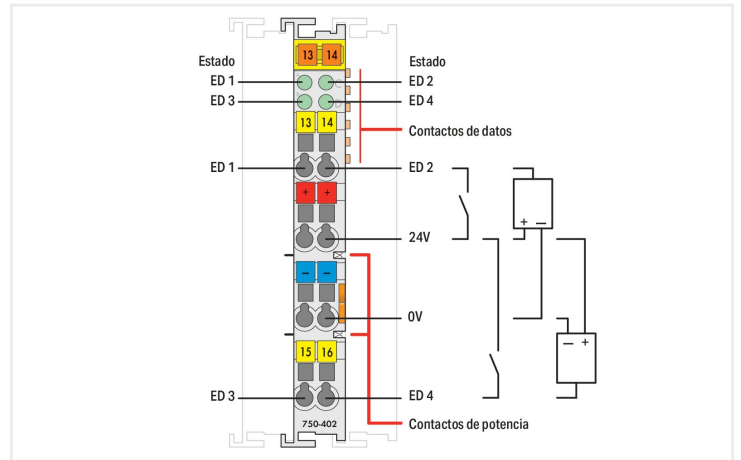 13 14
Estado
Estado
ED 1
ED 2
ED 3
ED 4
13 14
Contactos de datos
ED 1
ED 2
+ +
+ −
24V
− −
0V
− +
15 16
ED 3
ED 4
750-402
Contactos de potencia